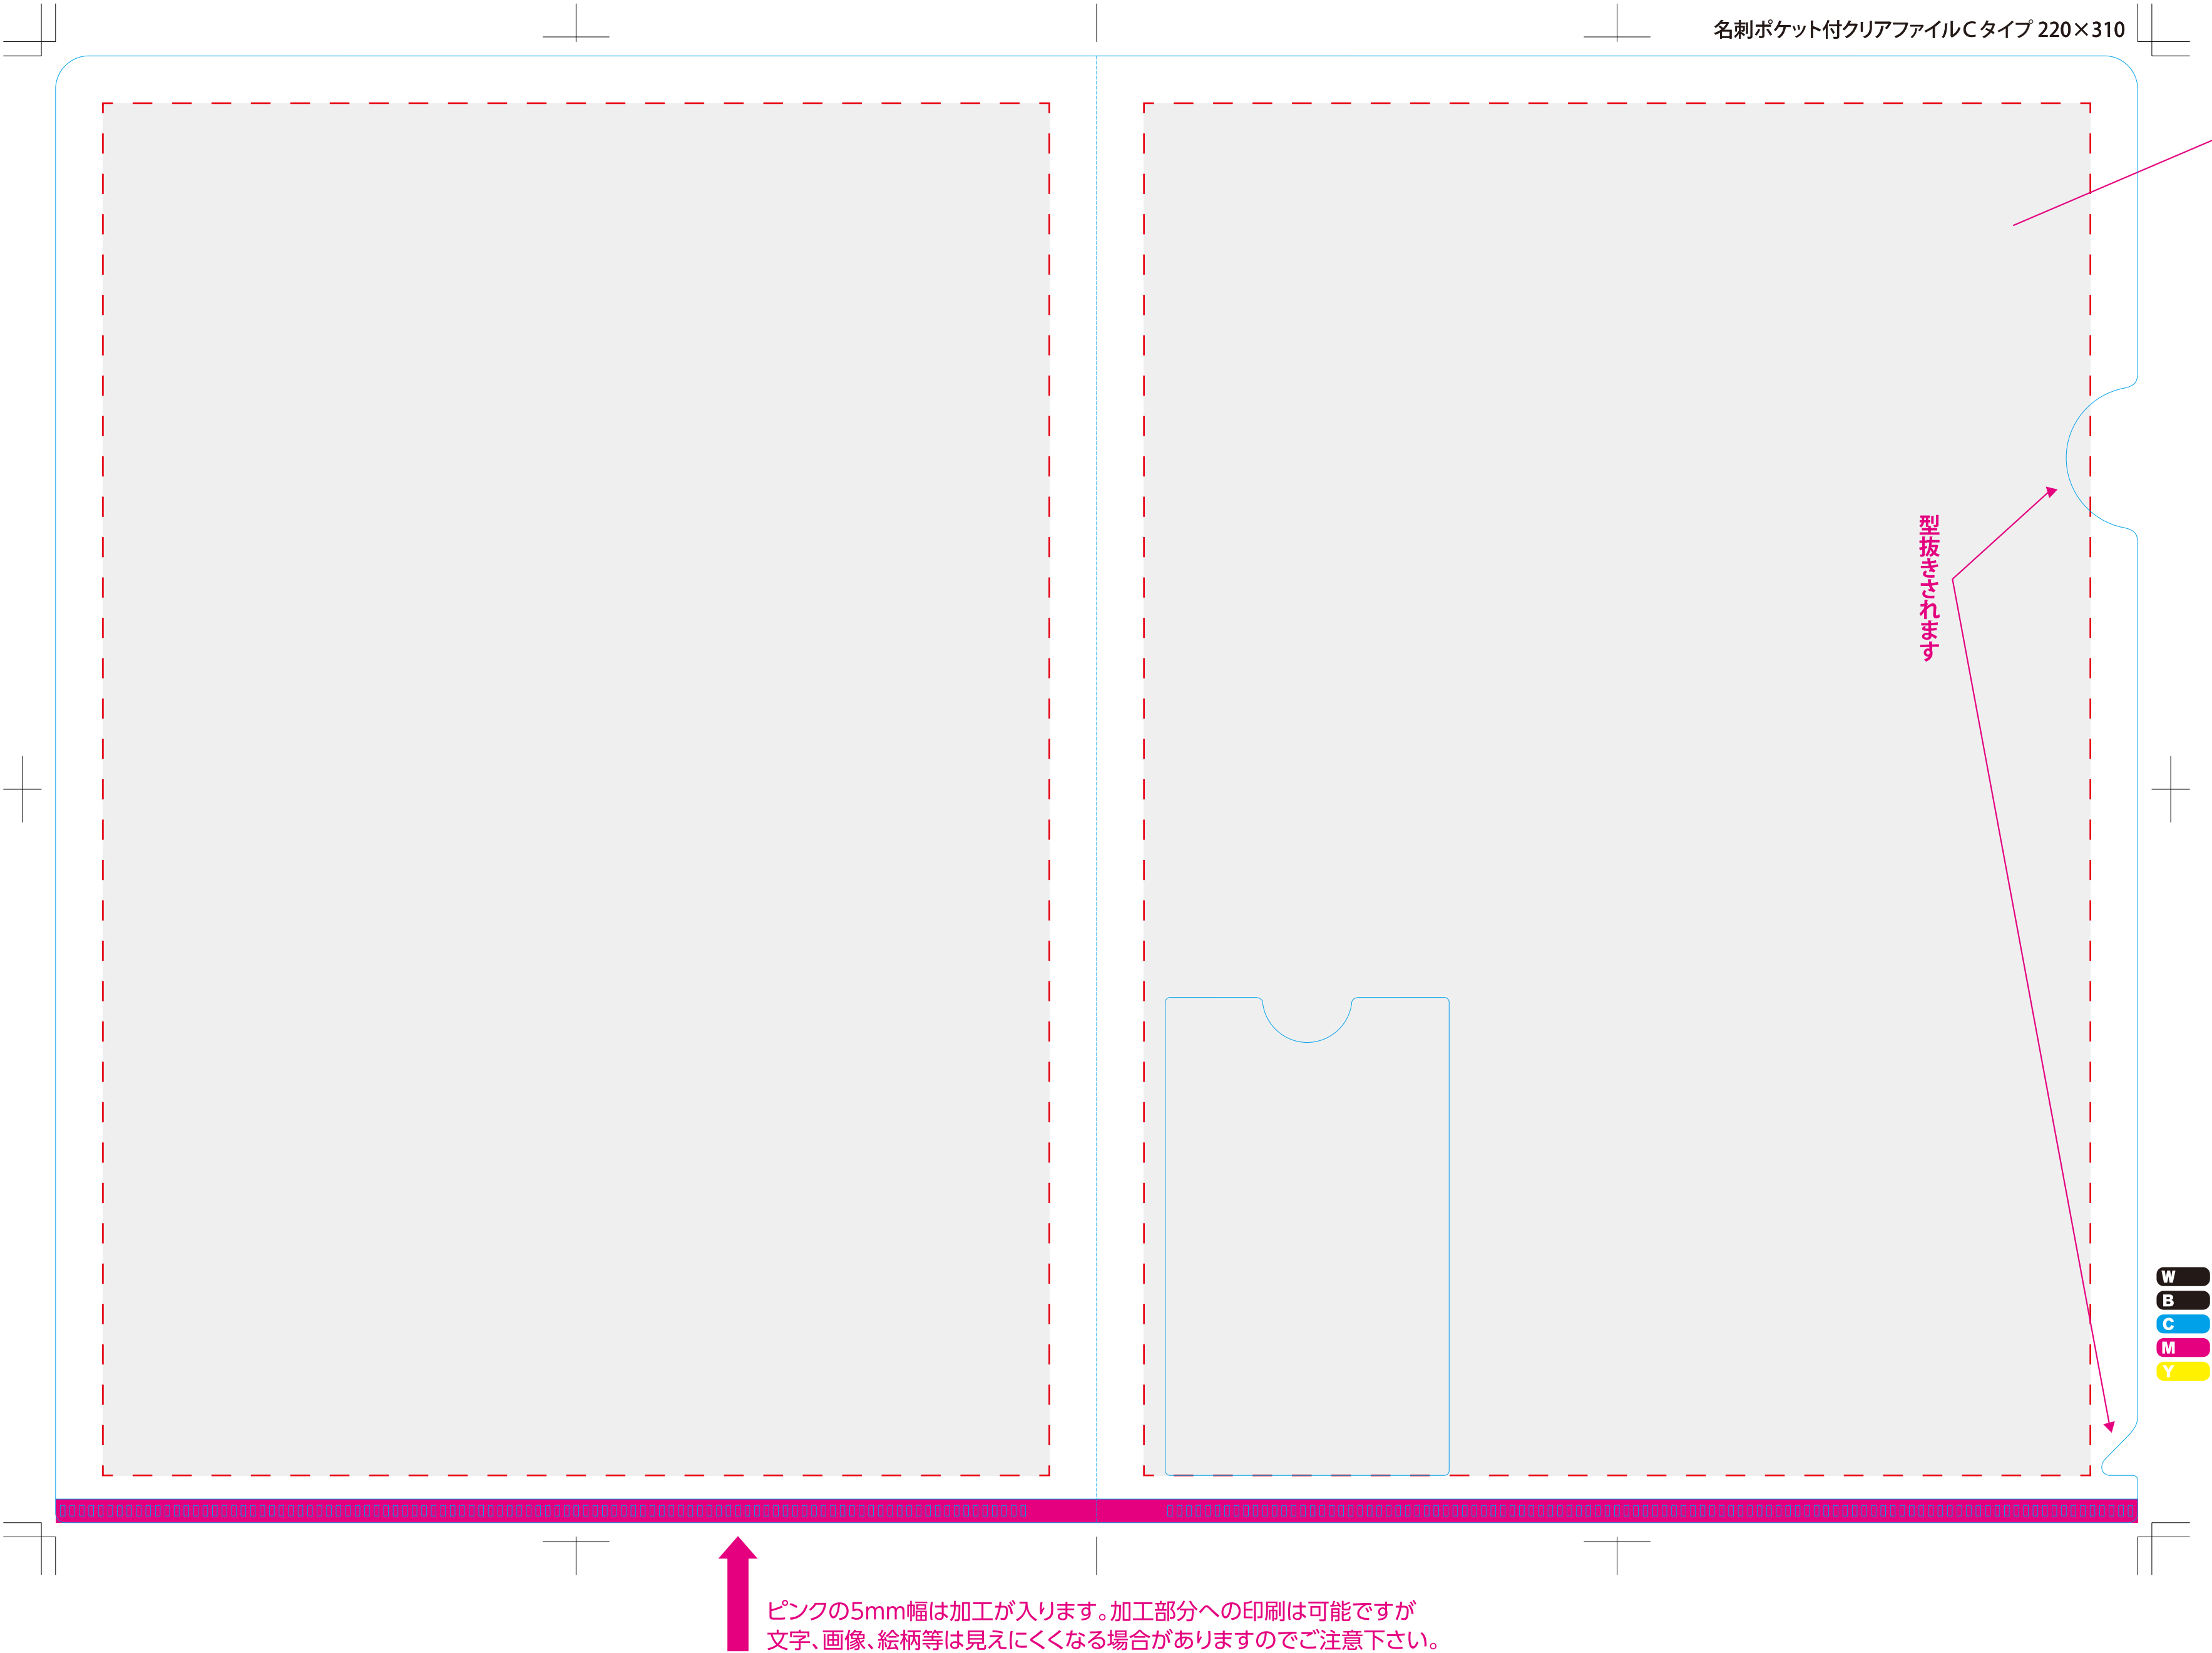 名刺ポケット付クリアファイルCタイプ 220×310
型抜きされます
W
B
C
M
Y
ピンクの5mm幅は加工が入ります。加工部分への印刷は可能ですが
文字、画像、絵柄等は見えにくくなる場合がありますのでご注意下さい。